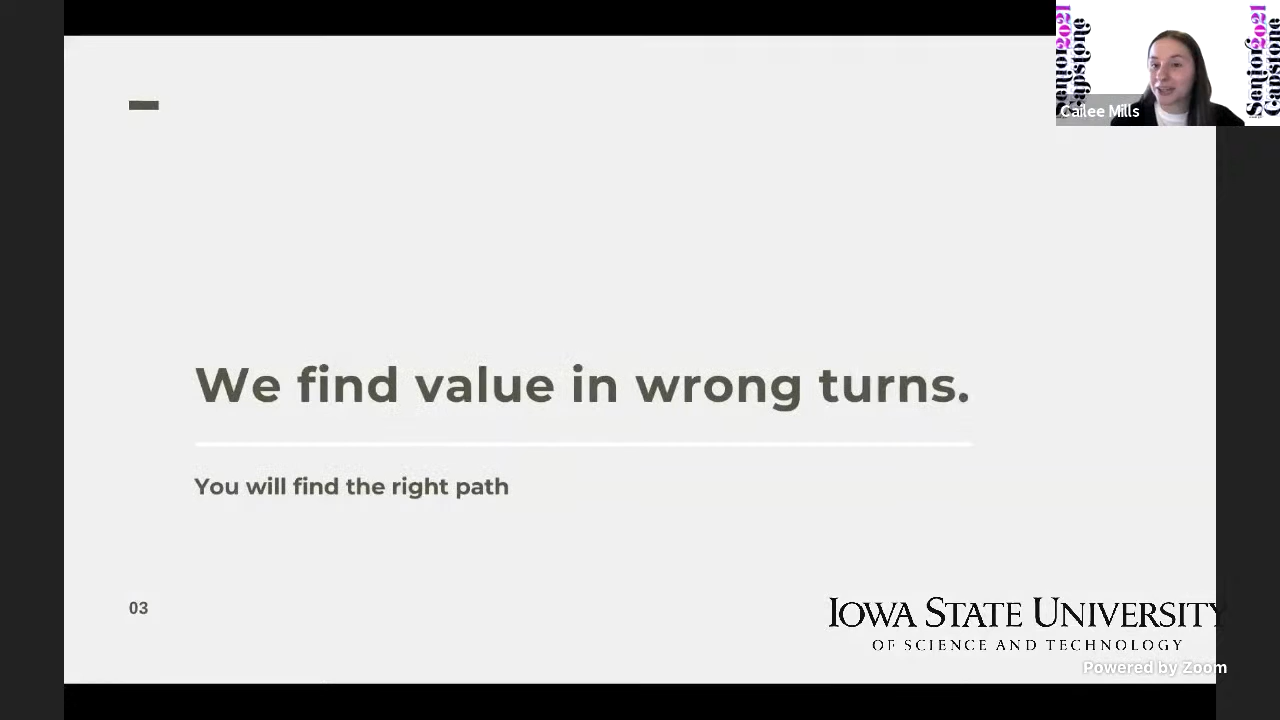 Senior 2021
Capstone
Senior 2021
Capstone
Cailee Mills
We find value in wrong turns.
You will find the right path
03
IOWA STATE UNIVERSITY
OF SCIENCE AND TECHNOLOGY
Powered by Zoom